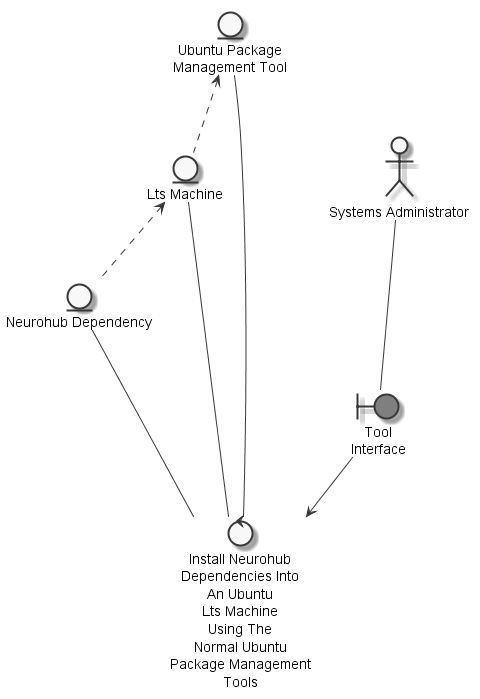 Ubuntu Package
Management Tool
Lts Machine
Systems Administrator
Neurohub Dependency
Tool
Interface
Install Neurohub
Dependencies Into
An Ubuntu
Lts Machine
Using The
Normal Ubuntu
Package Management
Tools